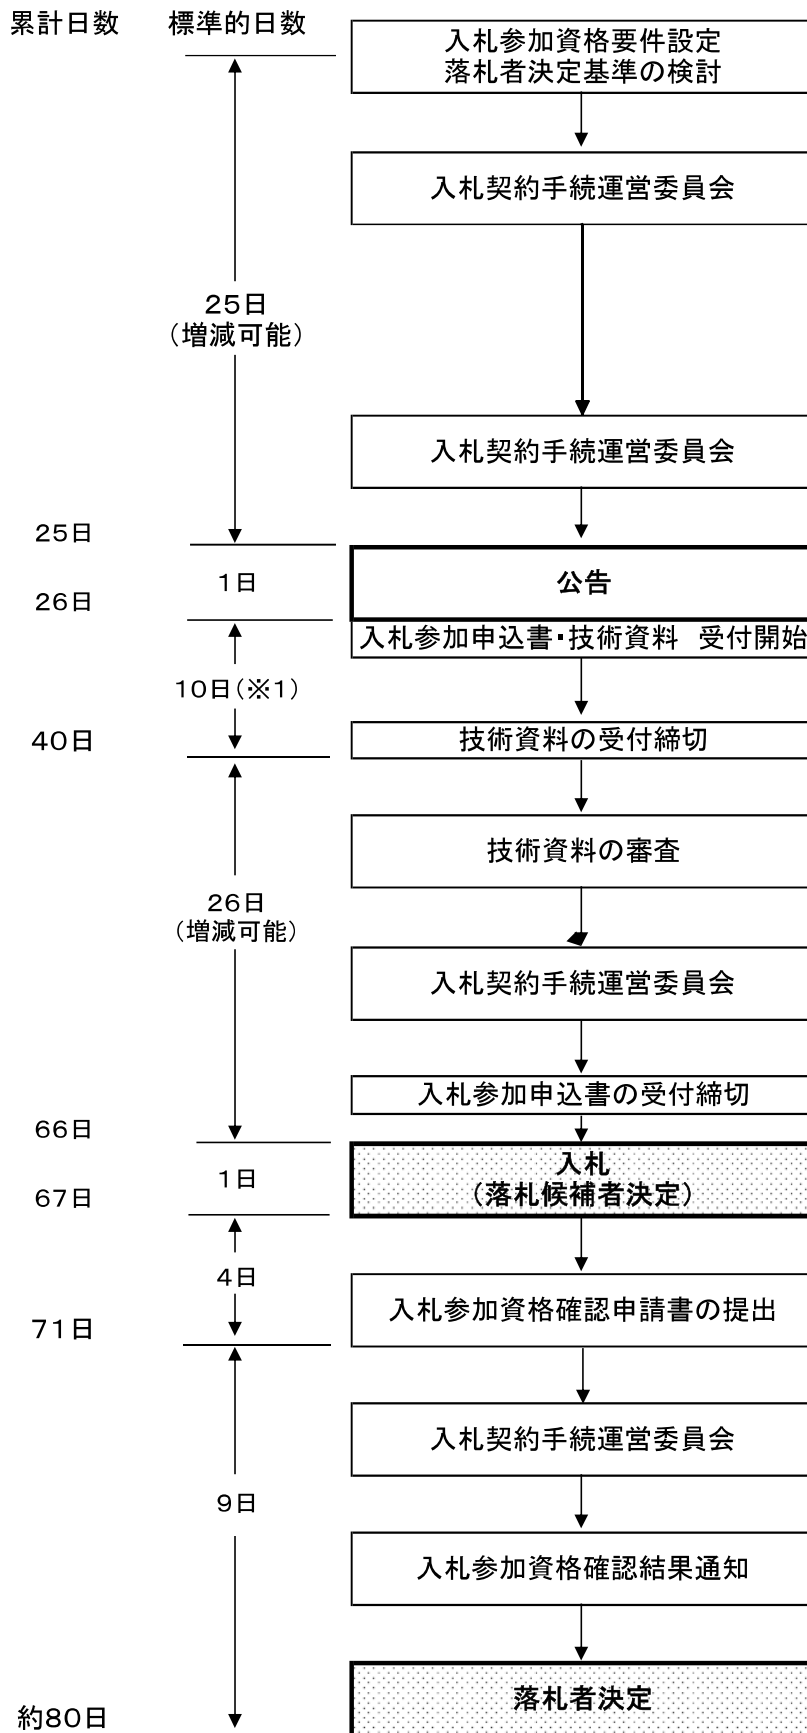 累計日数 標準的日数
入札参加資格要件設定
落札者決定基準の検討
入札契約手続運営委員会
25日
（増減可能）
入札契約手続運営委員会
25日
1日
公告
26日
入札参加申込書・技術資料 受付開始
10日(※1)
40日
技術資料の受付締切
技術資料の審査
26日
（増減可能）
入札契約手続運営委員会
入札参加申込書の受付締切
66日
1日
入札
（落札候補者決定）
67日
4日
入札参加資格確認申請書の提出
71日
入札契約手続運営委員会
9日
入札参加資格確認結果通知
落札者決定
約80日